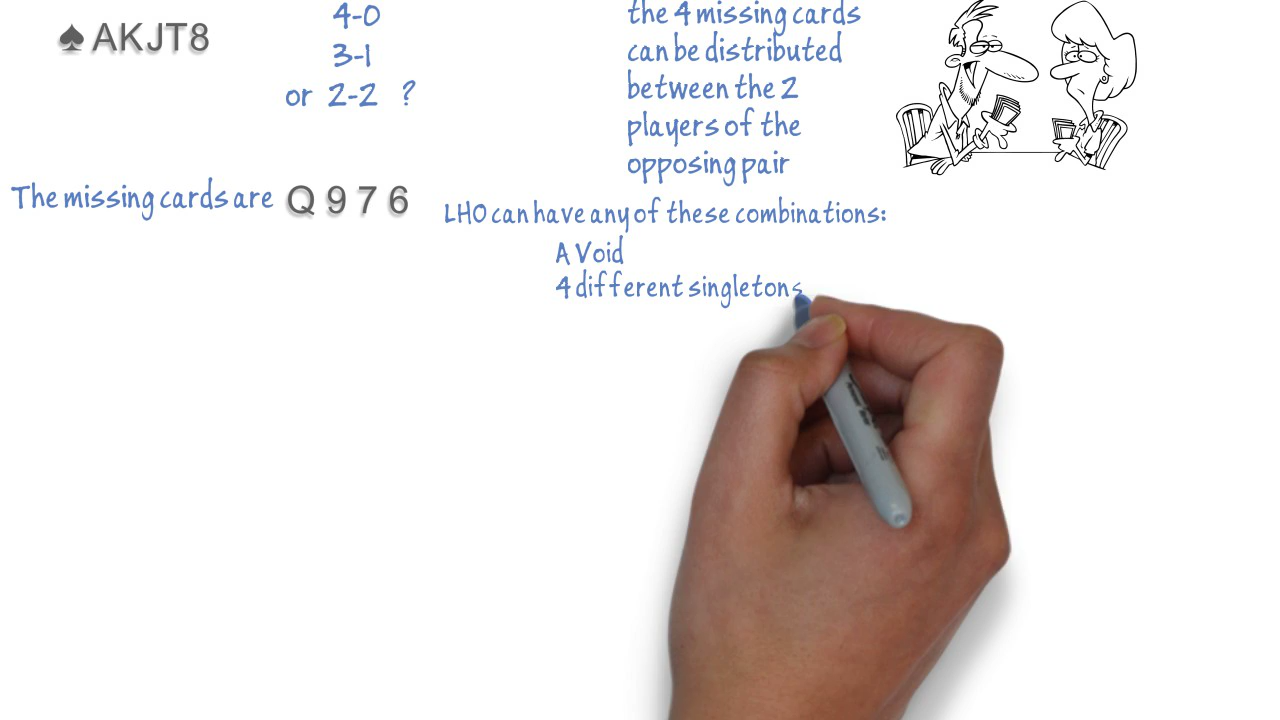 ♠AKJT8
4-0
3-1
or 2-2 ?
the 4 missing cards
can be distributed
between the 2
players of the
opposing pair
The missing cards are Q 9 7 6
LHO can have any of these combinations:
A Void
4 different singletons